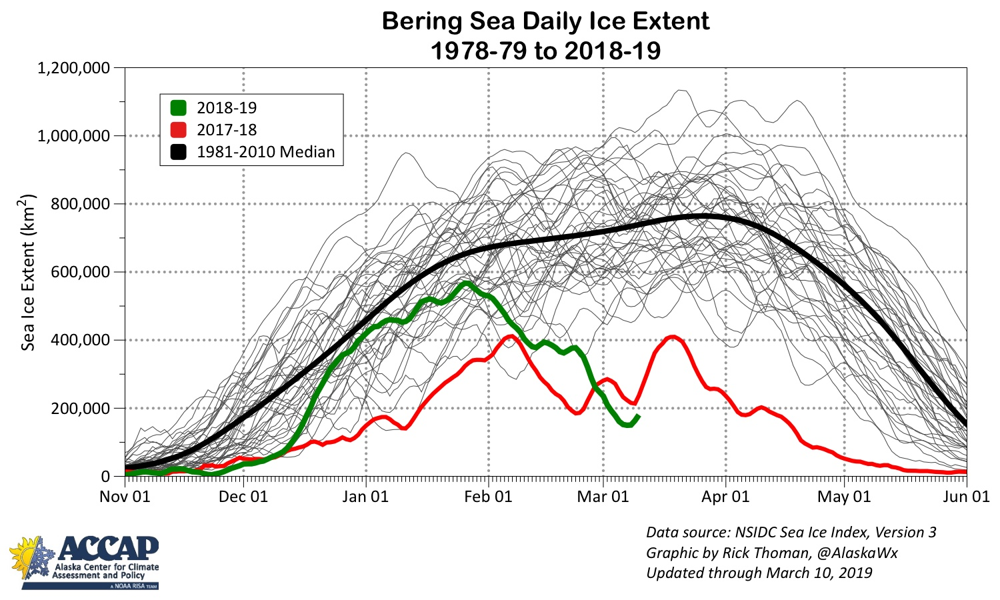 Bering Sea Daily Ice Extent
1978-79 to 2018-19
1,200,000
1,000,000
800,000
600,000
400,000
200,000
0
Sea Ice Extent (km²)
2018-19
2017-18
1981-2010 Median
Nov 01 Dec 01 Jan 01 Feb 01 Mar 01 Apr 01 May 01 Jun 01
ACCAP
Alaska Center for Climate
Assessment and Policy
A NOAA RISA TEAM
Data source: NSIDC Sea Ice Index, Version 3
Graphic by Rick Thoman, @AlaskaWx
Updated through March 10, 2019